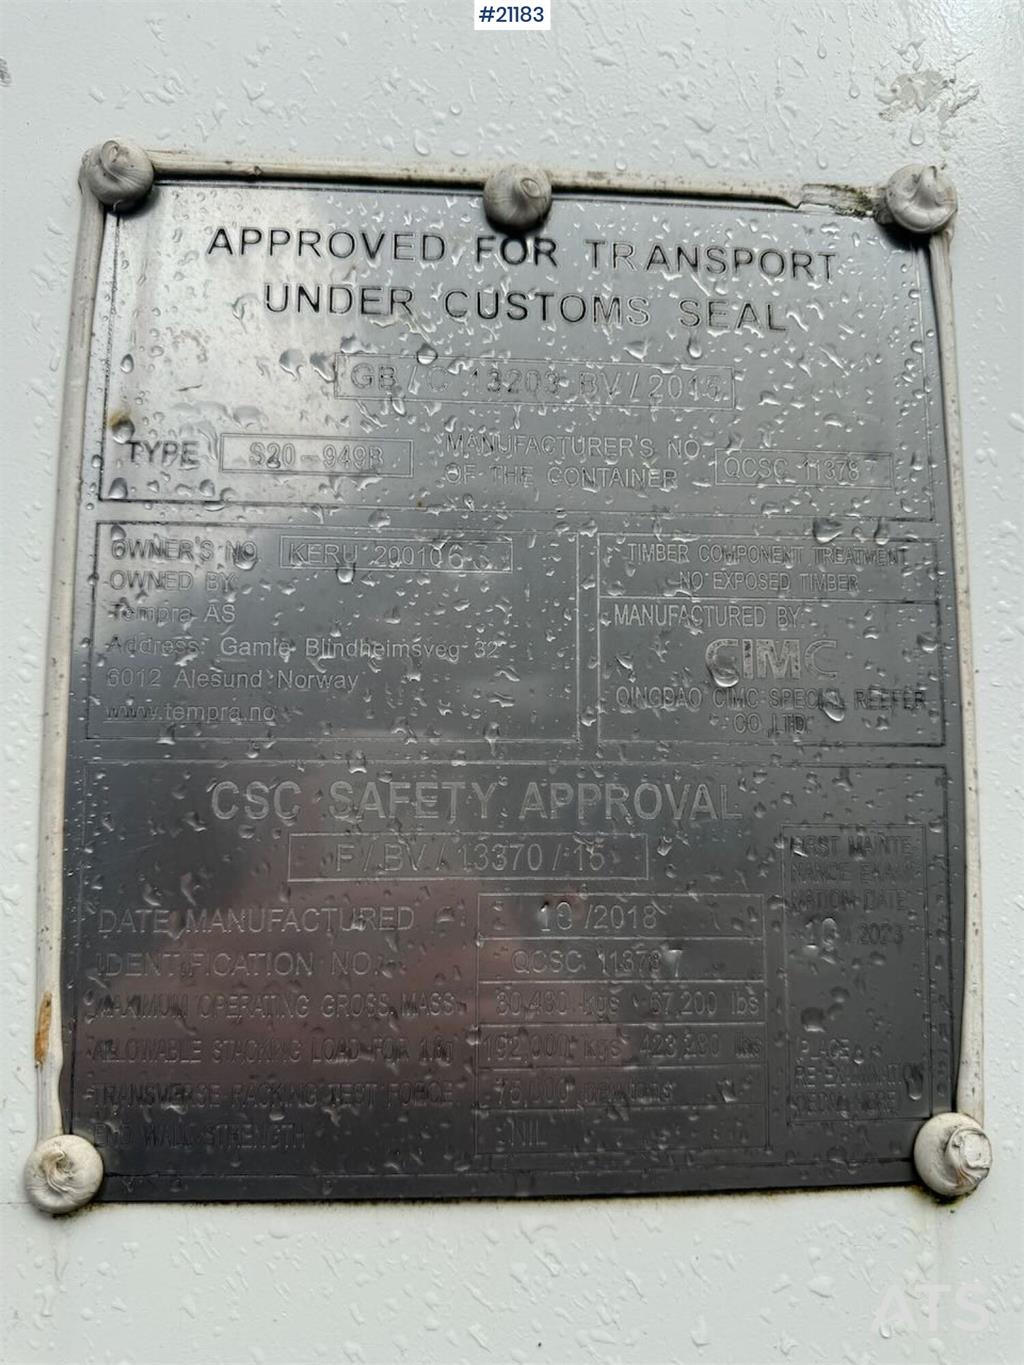 #21183
APPROVED FOR TRANSPORT
UNDER CUSTOMS SEAL
GB / C 13203 BV / 2015
TYPE S20-949B
MANUFACTURER'S NO.
OF THE CONTAINER QCSC 11378 7
OWNER'S NO KERU 200106
OWNED BY:
Tempra AS
Address: Gamle Blindheimsveg 32
6012 Alesund Norway
www.tempra.no
TIMBER COMPONENT TREATMENT
NO EXPOSED TIMBER
MANUFACTURED BY:
CIMC
QINGDAO CIMC SPECIAL REEFER
CO.,LTD.
CSC SAFETY APPROVAL
F / BV / 13370 / 15
DATE MANUFACTURED 10 /2018
IDENTIFICATION NO. QCSC 11378 7
MAXIMUM OPERATING GROSS MASS 30,480 kgs 67,200 lbs
ALLOWABLE STACKING LOAD FOR 1.8g 192,000 kgs 423,280 lbs
TRANSVERSE RACKING TEST FORCE newtons
END WALL STRENGTH NIL
FIRST MAINTE
NANCE EXAMI
NATION DATE
10 / 2023
PLACE
RE-EXAMINATION
ATS